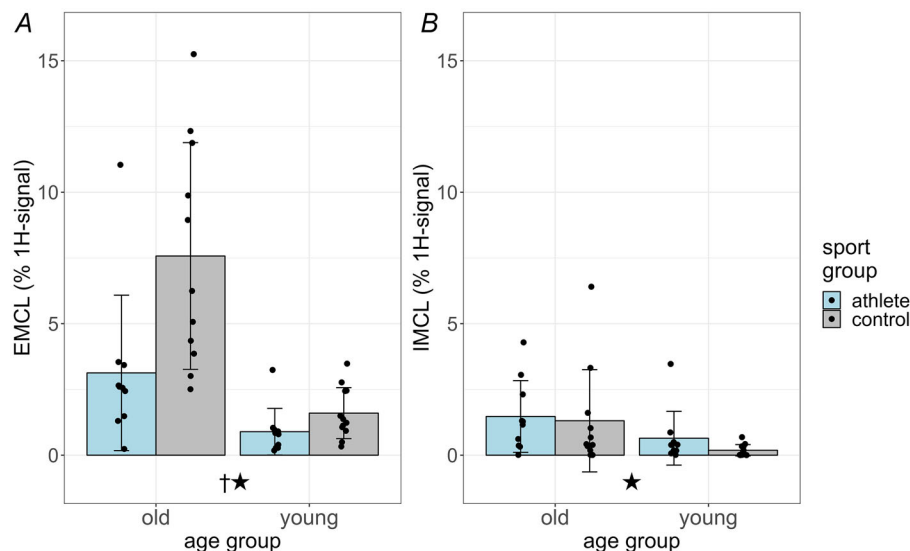 A
EMCL (% 1H-signal)
15
10
5
0
†★
old
young
age group
B
IMCL (% 1H-signal)
15
10
5
0
★
old
young
age group
sport
group
athlete
control